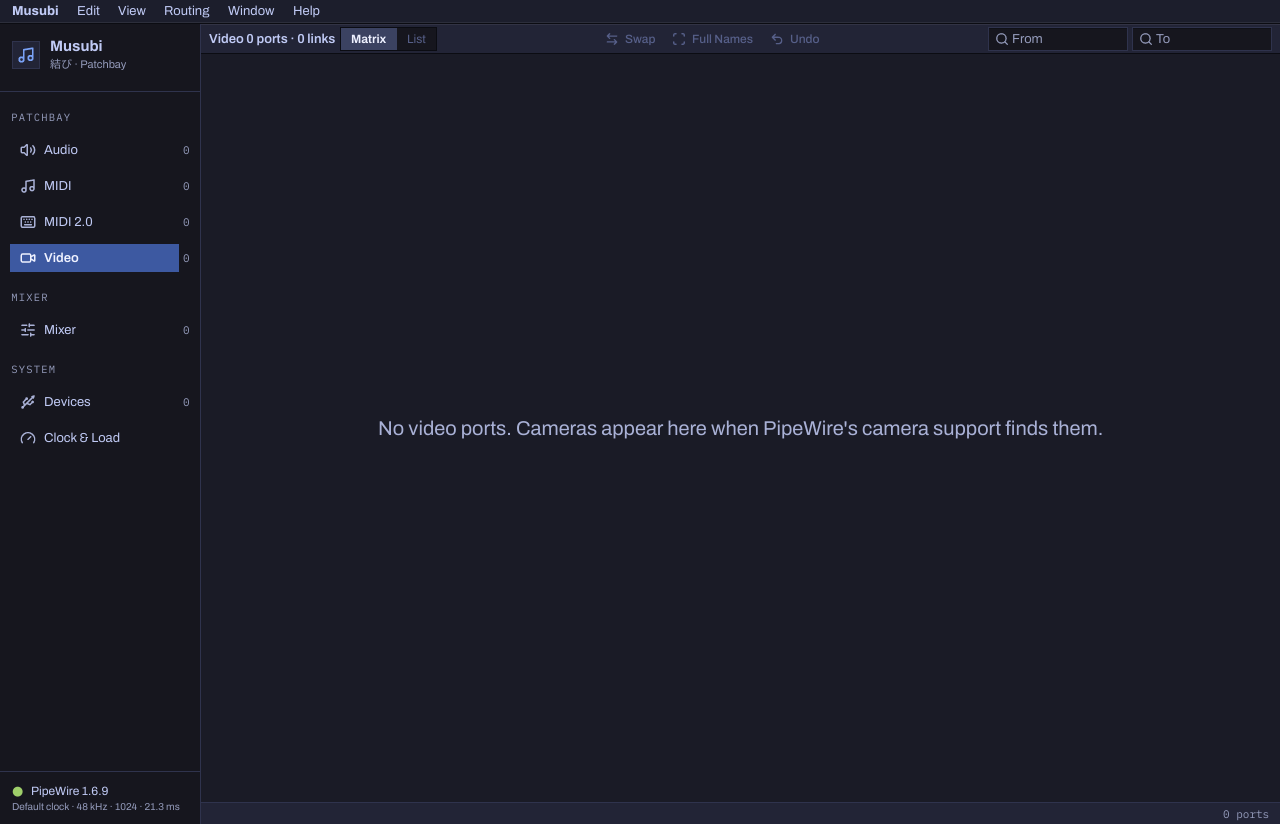 Musubi Edit View Routing Window Help
Musubi
結び · Patchbay
Video 0 ports · 0 links Matrix List Swap Full Names Undo From To
PATCHBAY
Audio 0
MIDI 0
MIDI 2.0 0
Video 0
MIXER
Mixer 0
SYSTEM
Devices 0
Clock & Load
No video ports. Cameras appear here when PipeWire's camera support finds them.
PipeWire 1.6.9
Default clock · 48 kHz · 1024 · 21.3 ms
0 ports